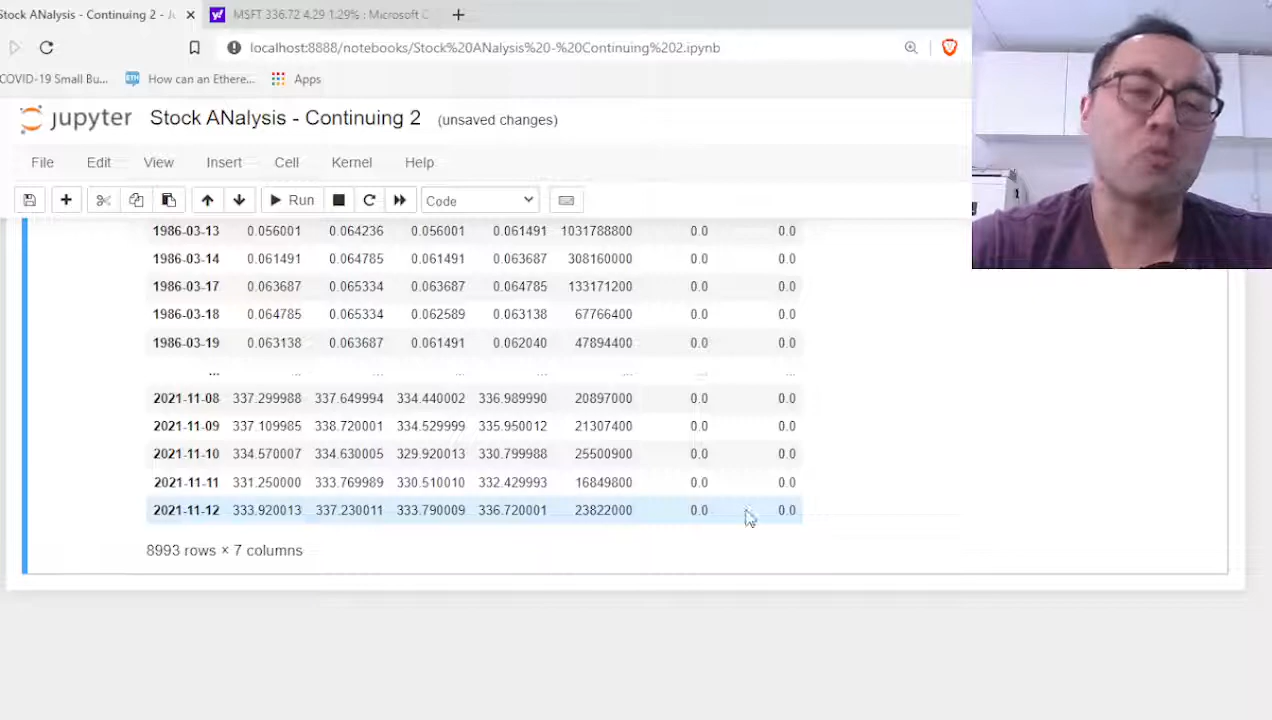 Stock ANalysis - Continuing 2 - Ju
MSFT 336.72 4.29 1.29% : Microsoft C
localhost:8888/notebooks/Stock%20ANalysis%20-%20Continuing%202.ipynb
COVID-19 Small Bu... ETH How can an Ethere... Apps
jupyter Stock ANalysis - Continuing 2 (unsaved changes)
File Edit View Insert Cell Kernel Help
Run Code
1986-03-13 0.056001 0.064236 0.056001 0.061491 1031788800 0.0 0.0
1986-03-14 0.061491 0.064785 0.061491 0.063687 308160000 0.0 0.0
1986-03-17 0.063687 0.065334 0.063687 0.064785 133171200 0.0 0.0
1986-03-18 0.064785 0.065334 0.062589 0.063138 67766400 0.0 0.0
1986-03-19 0.063138 0.063687 0.061491 0.062040 47894400 0.0 0.0
... ... ... ... ... ... ... ...
2021-11-08 337.299988 337.649994 334.440002 336.989990 20897000 0.0 0.0
2021-11-09 337.109985 338.720001 334.529999 335.950012 21307400 0.0 0.0
2021-11-10 334.570007 334.630005 329.920013 330.799988 25500900 0.0 0.0
2021-11-11 331.250000 333.769989 330.510010 332.429993 16849800 0.0 0.0
2021-11-12 333.920013 337.230011 333.790009 336.720001 23822000 0.0 0.0
8993 rows × 7 columns